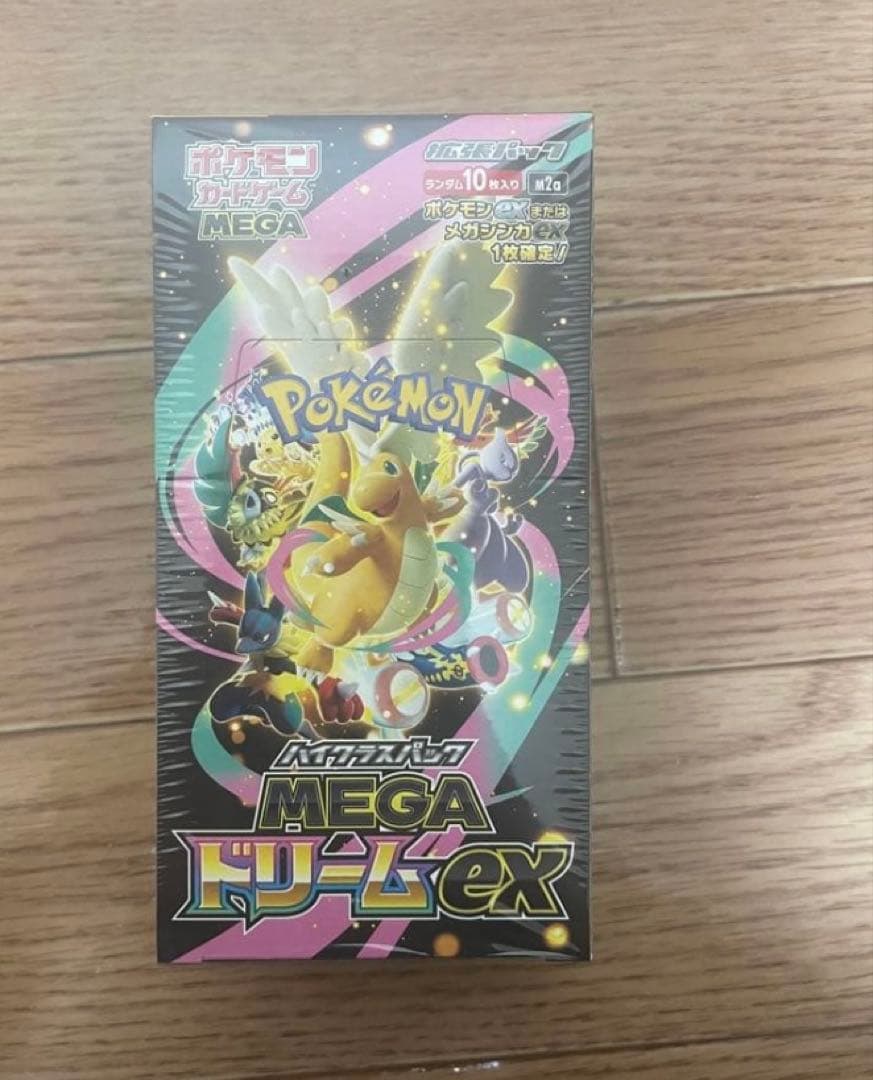 ポケモン
カードゲーム
MEGA
拡張パック
ランダム10枚入り M2a
ポケモンexまたは
メガシンカex
1枚確定!
POKéMON
ハイクラスパック
MEGA
ドリームex